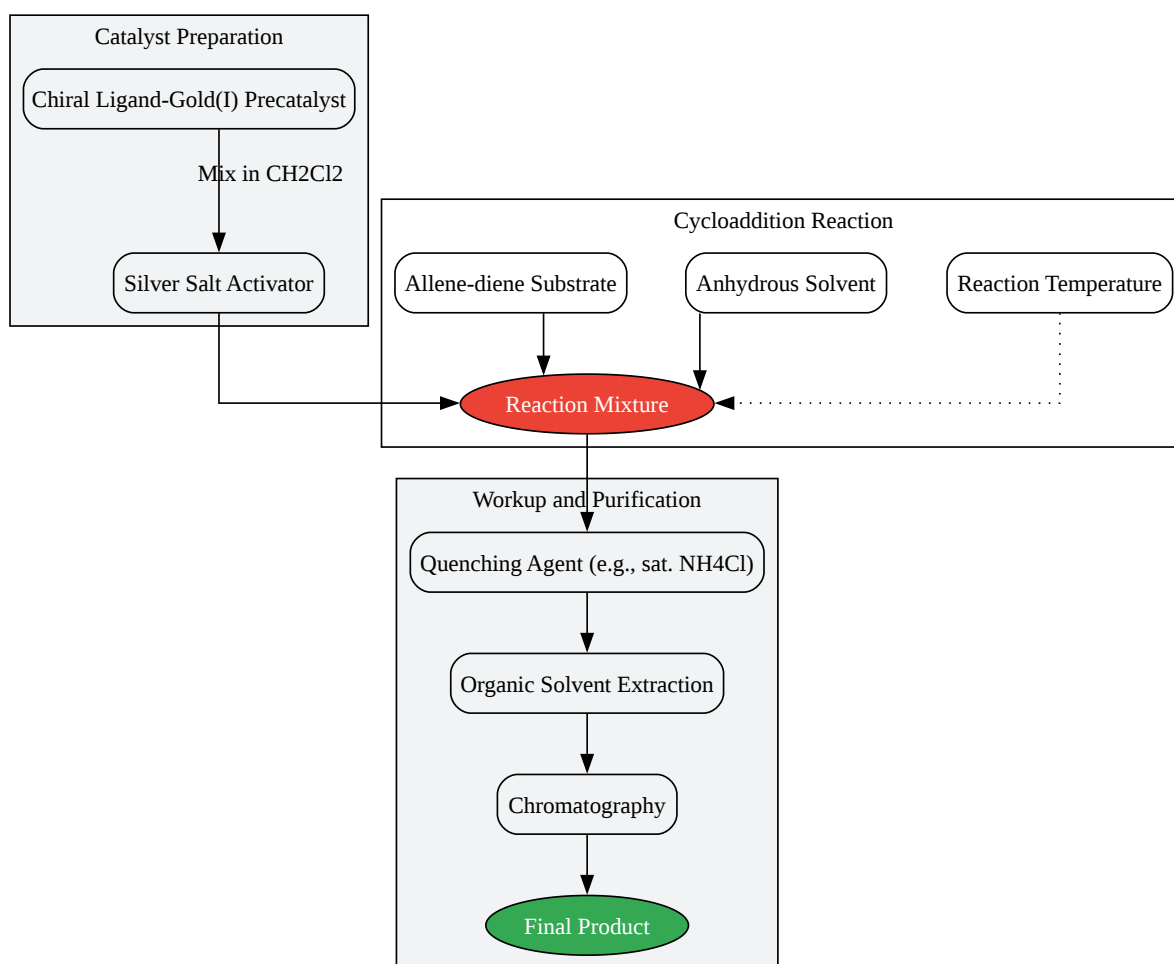 Catalyst Preparation
Chiral Ligand-Gold(I) Precatalyst
Mix in CH2Cl2
Silver Salt Activator
Cycloaddition Reaction
Allene-diene Substrate
Anhydrous Solvent
Reaction Temperature
Reaction Mixture
Workup and Purification
Quenching Agent (e.g., sat. NH4Cl)
Organic Solvent Extraction
Chromatography
Final Product